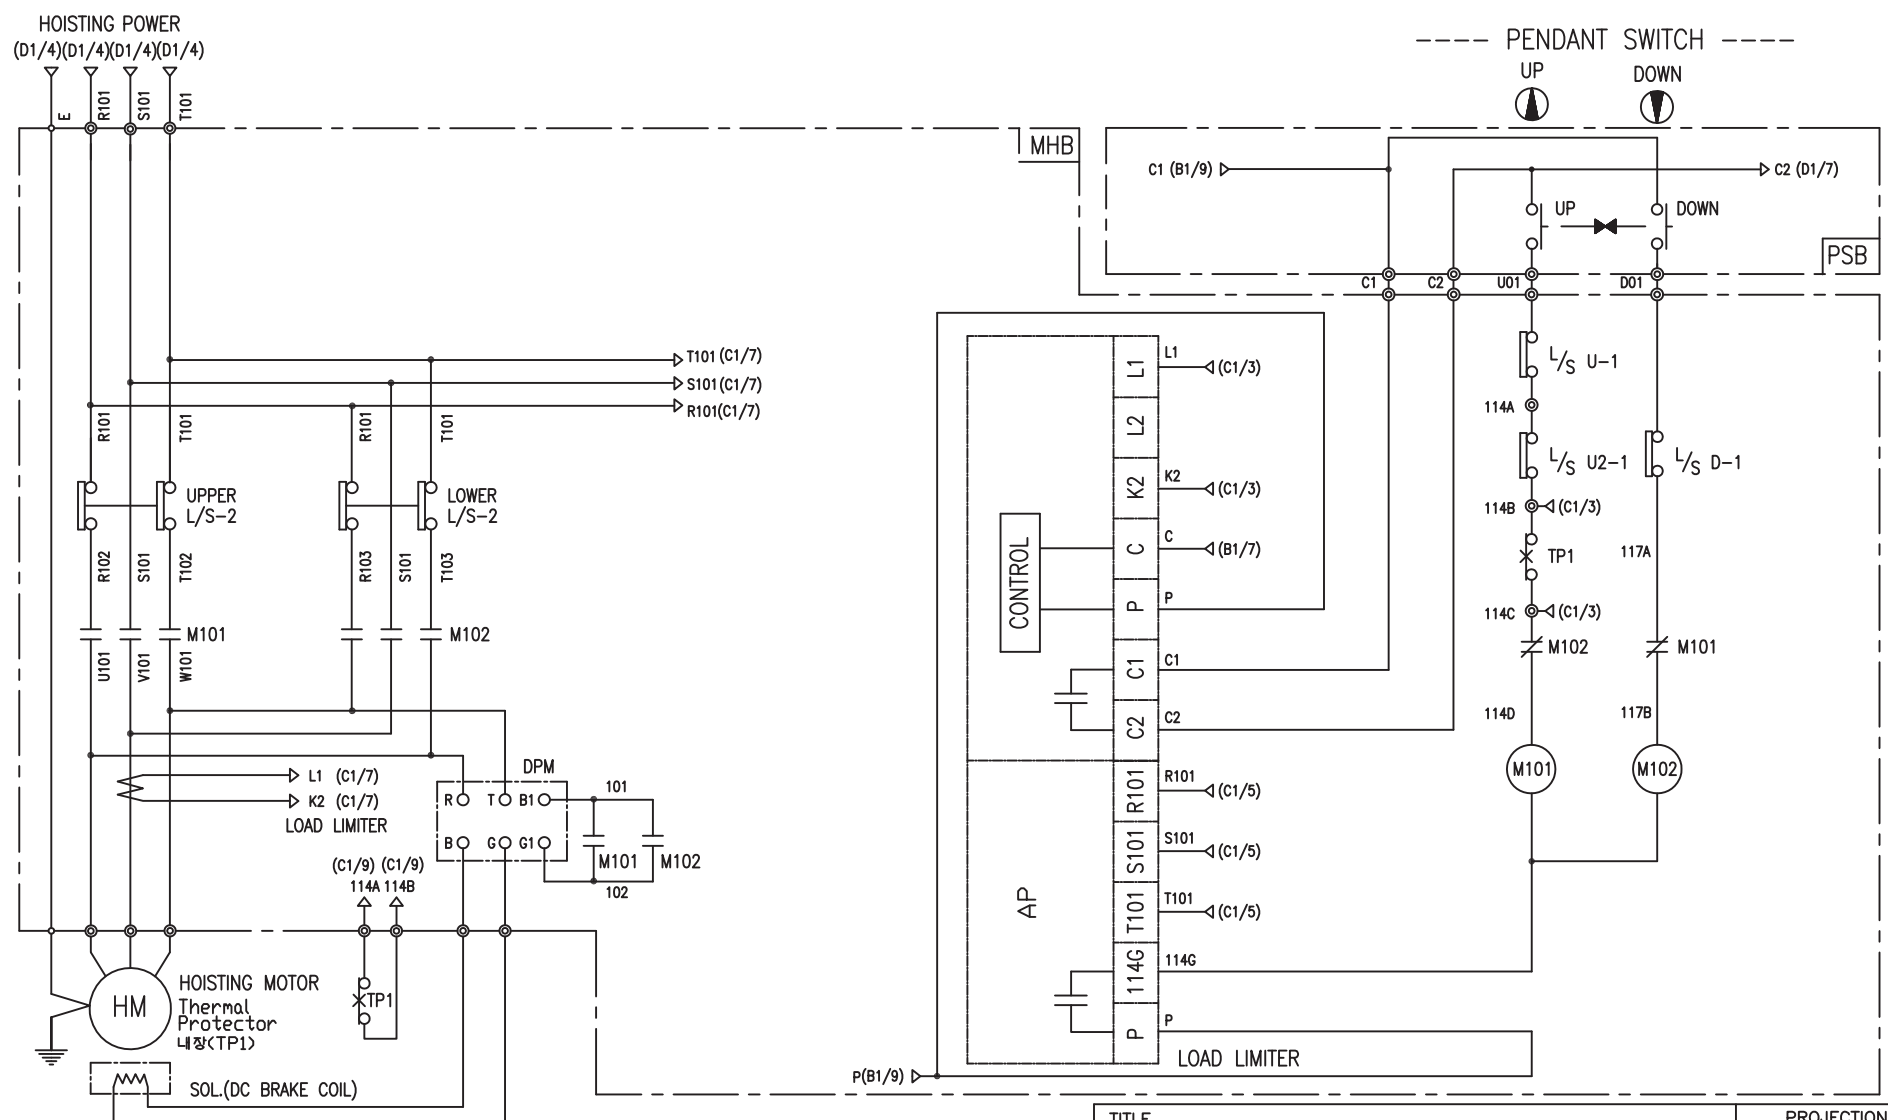 HOISTING POWER
(D1/4)(D1/4)(D1/4)(D1/4)
E
R101
S101
T101
MHB
---- PENDANT SWITCH ----
UP
DOWN
C1 (B1/9)
C2 (D1/7)
UP
DOWN
PSB
C1
C2
U01
D01
T101 (C1/7)
S101(C1/7)
R101(C1/7)
R101
T101
R101
T101
UPPER
L/S-2
LOWER
L/S-2
R102
S101
T102
R103
S101
T103
M101
M102
U101
V101
W101
L1 (C1/7)
K2 (C1/7)
LOAD LIMITER
DPM
R
T
B1
B
G
G1
101
M101
M102
102
(C1/9) (C1/9)
114A 114B
HM
HOISTING MOTOR
Thermal
Protector
내장(TP1)
TP1
SOL.(DC BRAKE COIL)
CONTROL
AP
L1
L1
(C1/3)
L2
K2
K2
(C1/3)
C
C
(B1/7)
P
P
C1
C1
C2
C2
R101
R101
(C1/5)
S101
S101
(C1/5)
T101
T101
(C1/5)
114G
114G
P
P
LOAD LIMITER
P(B1/9)
L/S U-1
114A
L/S U2-1
L/S D-1
114B
(C1/3)
TP1
117A
114C
(C1/3)
M102
M101
114D
117B
M101
M102
TITLE
PROJECTION